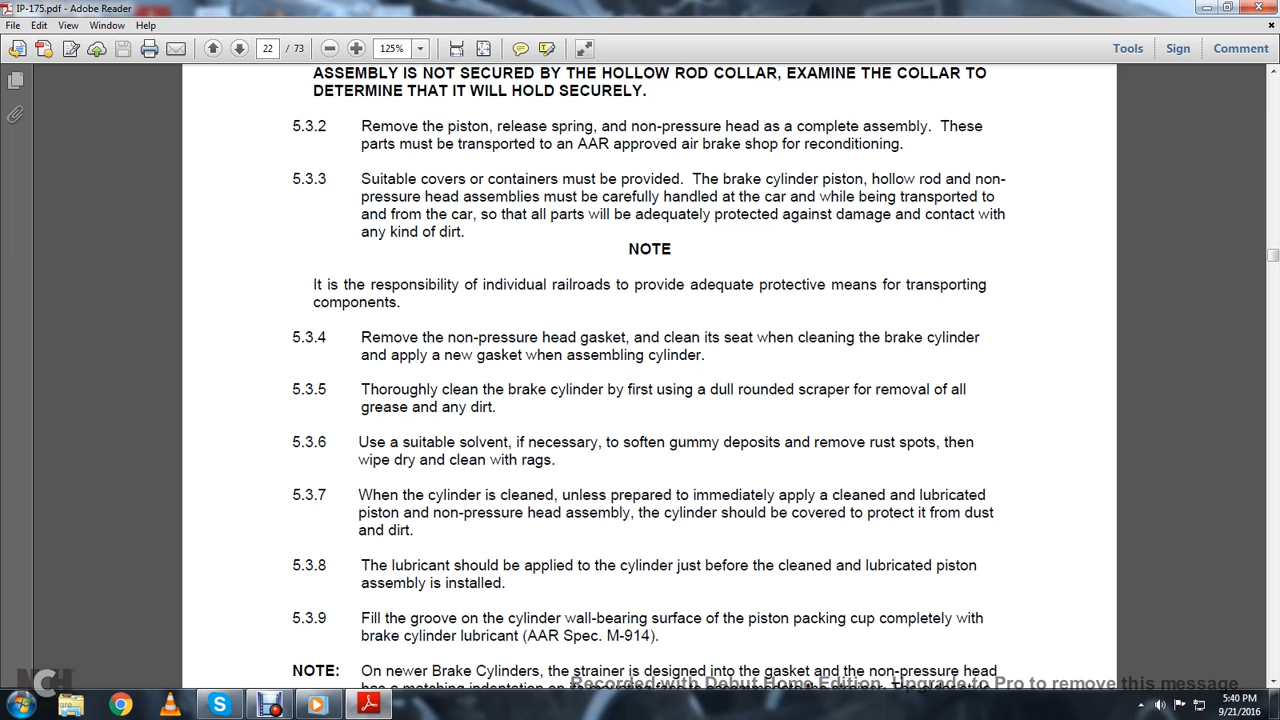 IP-175.pdf - Adobe Reader
File Edit View Window Help
22 / 73 125% Tools Sign Comment
ASSEMBLY IS NOT SECURED BY THE HOLLOW ROD COLLAR, EXAMINE THE COLLAR TO
DETERMINE THAT IT WILL HOLD SECURELY.
5.3.2 Remove the piston, release spring, and non-pressure head as a complete assembly. These
parts must be transported to an AAR approved air brake shop for reconditioning.
5.3.3 Suitable covers or containers must be provided. The brake cylinder piston, hollow rod and non-
pressure head assemblies must be carefully handled at the car and while being transported to
and from the car, so that all parts will be adequately protected against damage and contact with
any kind of dirt.
NOTE
It is the responsibility of individual railroads to provide adequate protective means for transporting
components.
5.3.4 Remove the non-pressure head gasket, and clean its seat when cleaning the brake cylinder
and apply a new gasket when assembling cylinder.
5.3.5 Thoroughly clean the brake cylinder by first using a dull rounded scraper for removal of all
grease and any dirt.
5.3.6 Use a suitable solvent, if necessary, to soften gummy deposits and remove rust spots, then
wipe dry and clean with rags.
5.3.7 When the cylinder is cleaned, unless prepared to immediately apply a cleaned and lubricated
piston and non-pressure head assembly, the cylinder should be covered to protect it from dust
and dirt.
5.3.8 The lubricant should be applied to the cylinder just before the cleaned and lubricated piston
assembly is installed.
5.3.9 Fill the groove on the cylinder wall-bearing surface of the piston packing cup completely with
brake cylinder lubricant (AAR Spec. M-914).
NOTE: On newer Brake Cylinders, the strainer is designed into the gasket and the non-pressure head
has a matching indentation
Recorded with Debut Home Edition. Upgrade to Pro to remove this message
NCH
5:40 PM
9/21/2016